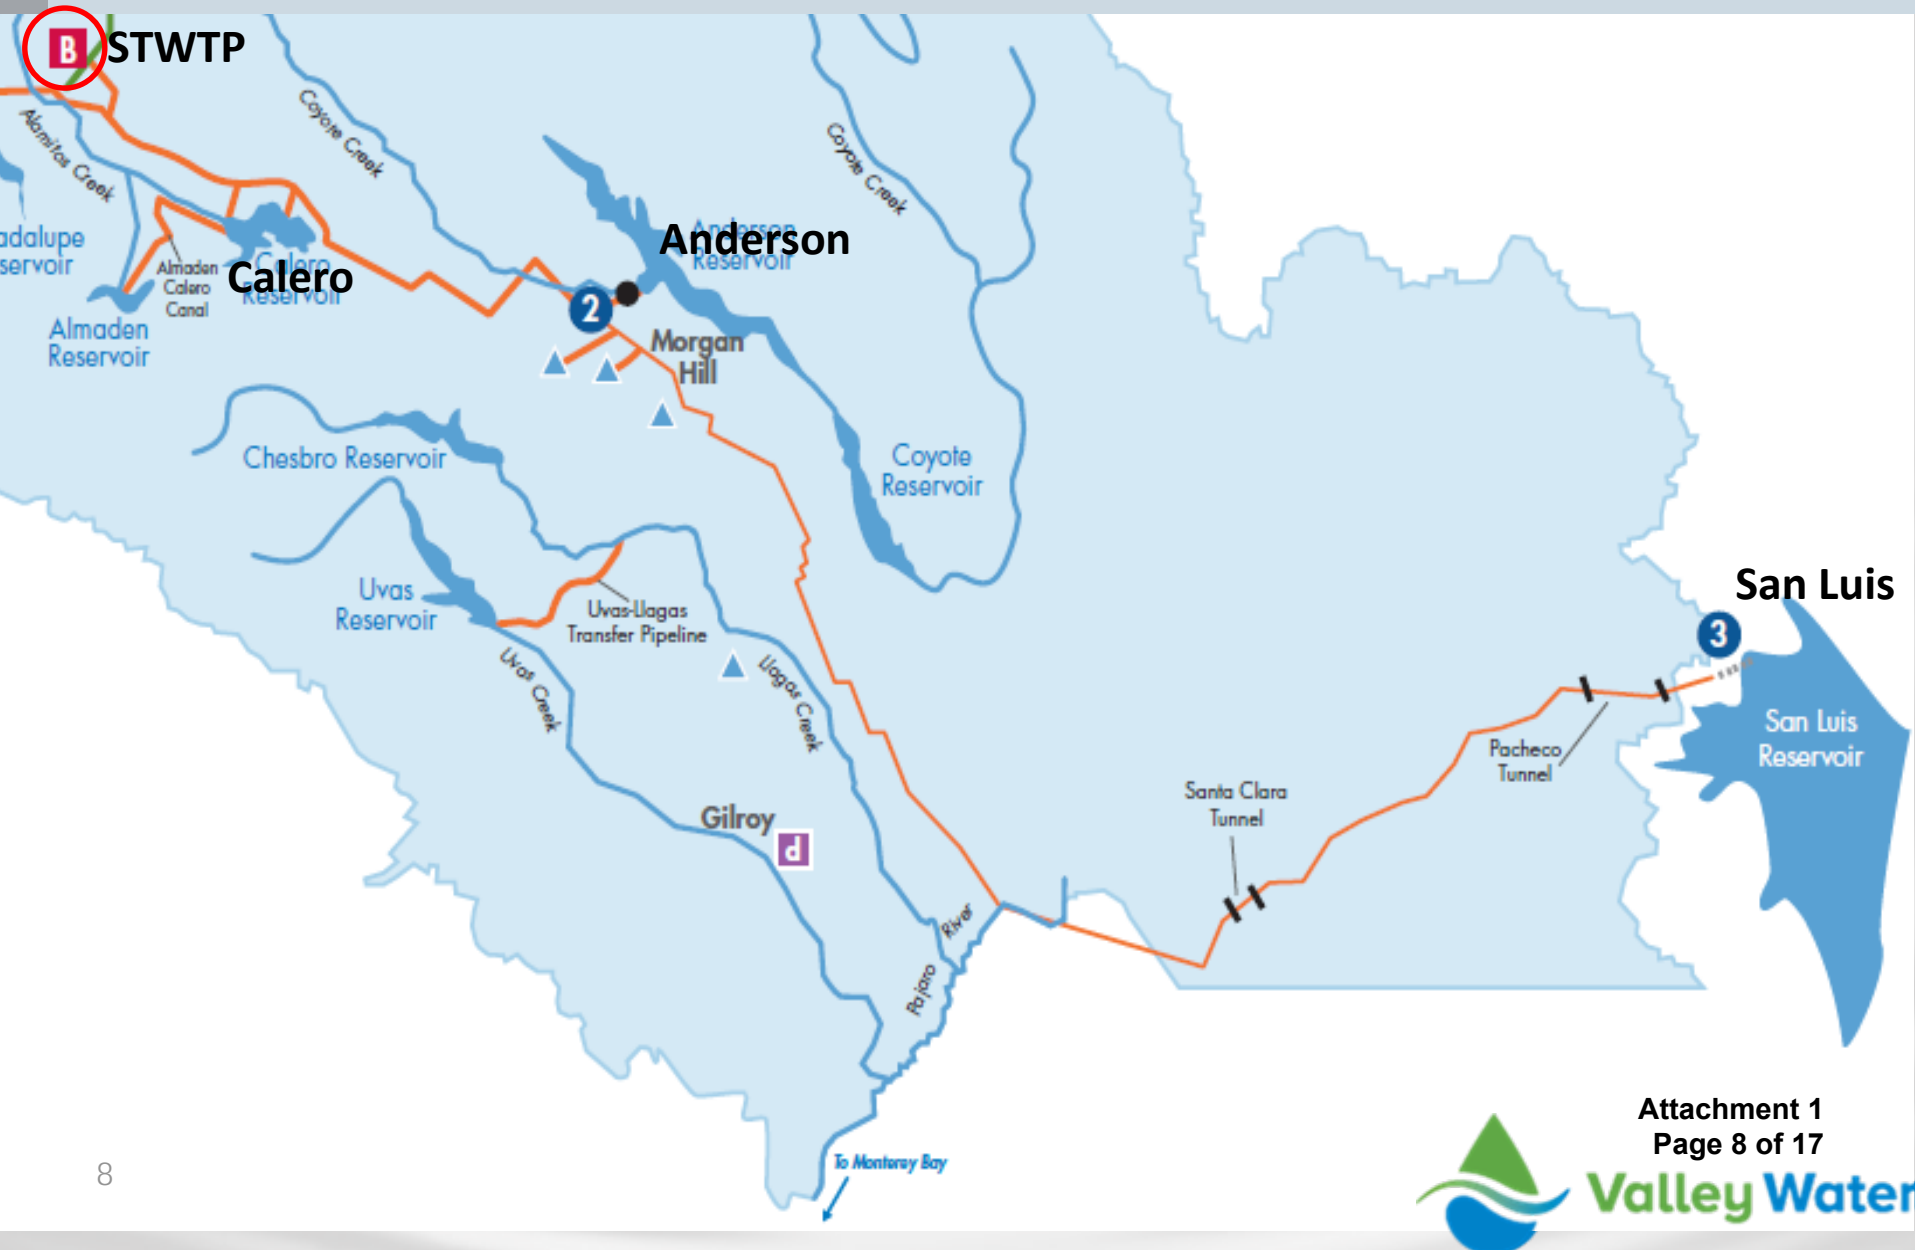 B
STWTP
Coyote Creek
Alamitos Creek
Coyote Creek
adalupe
servoir
Almaden
Calero
Canal
Calero
Reservoir
Calero
Almaden
Reservoir
Anderson
Reservoir
Anderson
2
Morgan
Hill
Chesbro Reservoir
Coyote
Reservoir
Uvas
Reservoir
Uvas-Llagas
Transfer Pipeline
Uvas Creek
Llagas Creek
San Luis
3
San Luis
Reservoir
Pacheco
Tunnel
Santa Clara
Tunnel
Gilroy
d
Pajaro River
To Monterey Bay
Attachment 1
Page 8 of 17
8
Valley Water